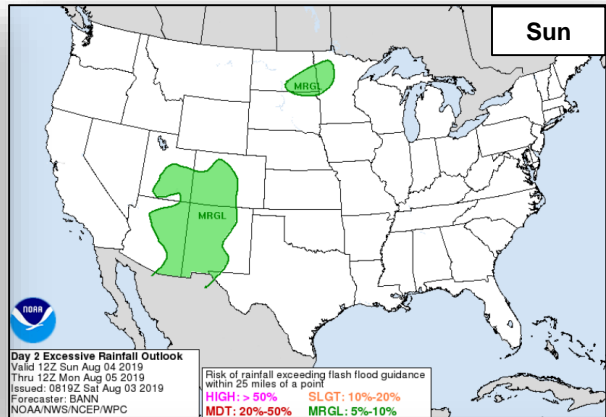 Sun
MRGL
MRGL
NOAA
Day 2 Excessive Rainfall Outlook
Valid 12Z Sun Aug 04 2019
Thru 12Z Mon Aug 05 2019
Issued: 0819Z Sat Aug 03 2019
Forecaster: BANN
NOAA/NWS/NCEP/WPC
Risk of rainfall exceeding flash flood guidance
within 25 miles of a point
HIGH: > 50% SLGT: 10%-20%
MDT: 20%-50% MRGL: 5%-10%